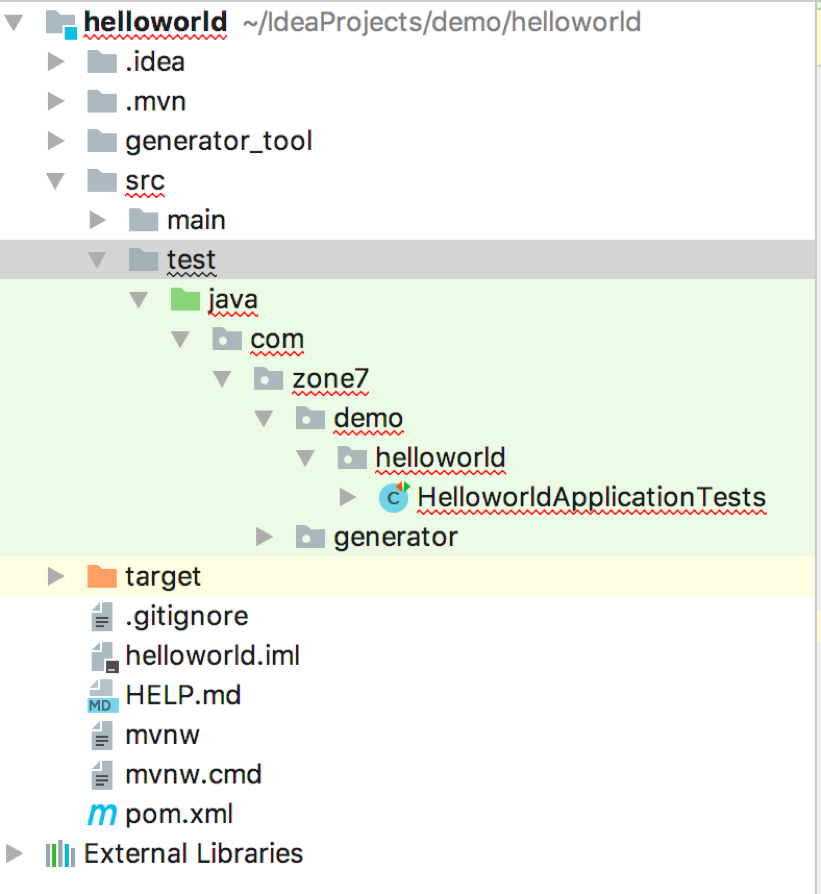 helloworld ~/IdeaProjects/demo/helloworld
.idea
.mvn
generator_tool
src
main
test
java
com
zone7
demo
helloworld
C HelloworldApplicationTests
generator
target
.gitignore
helloworld.iml
MD HELP.md
mvnw
mvnw.cmd
m pom.xml
External Libraries